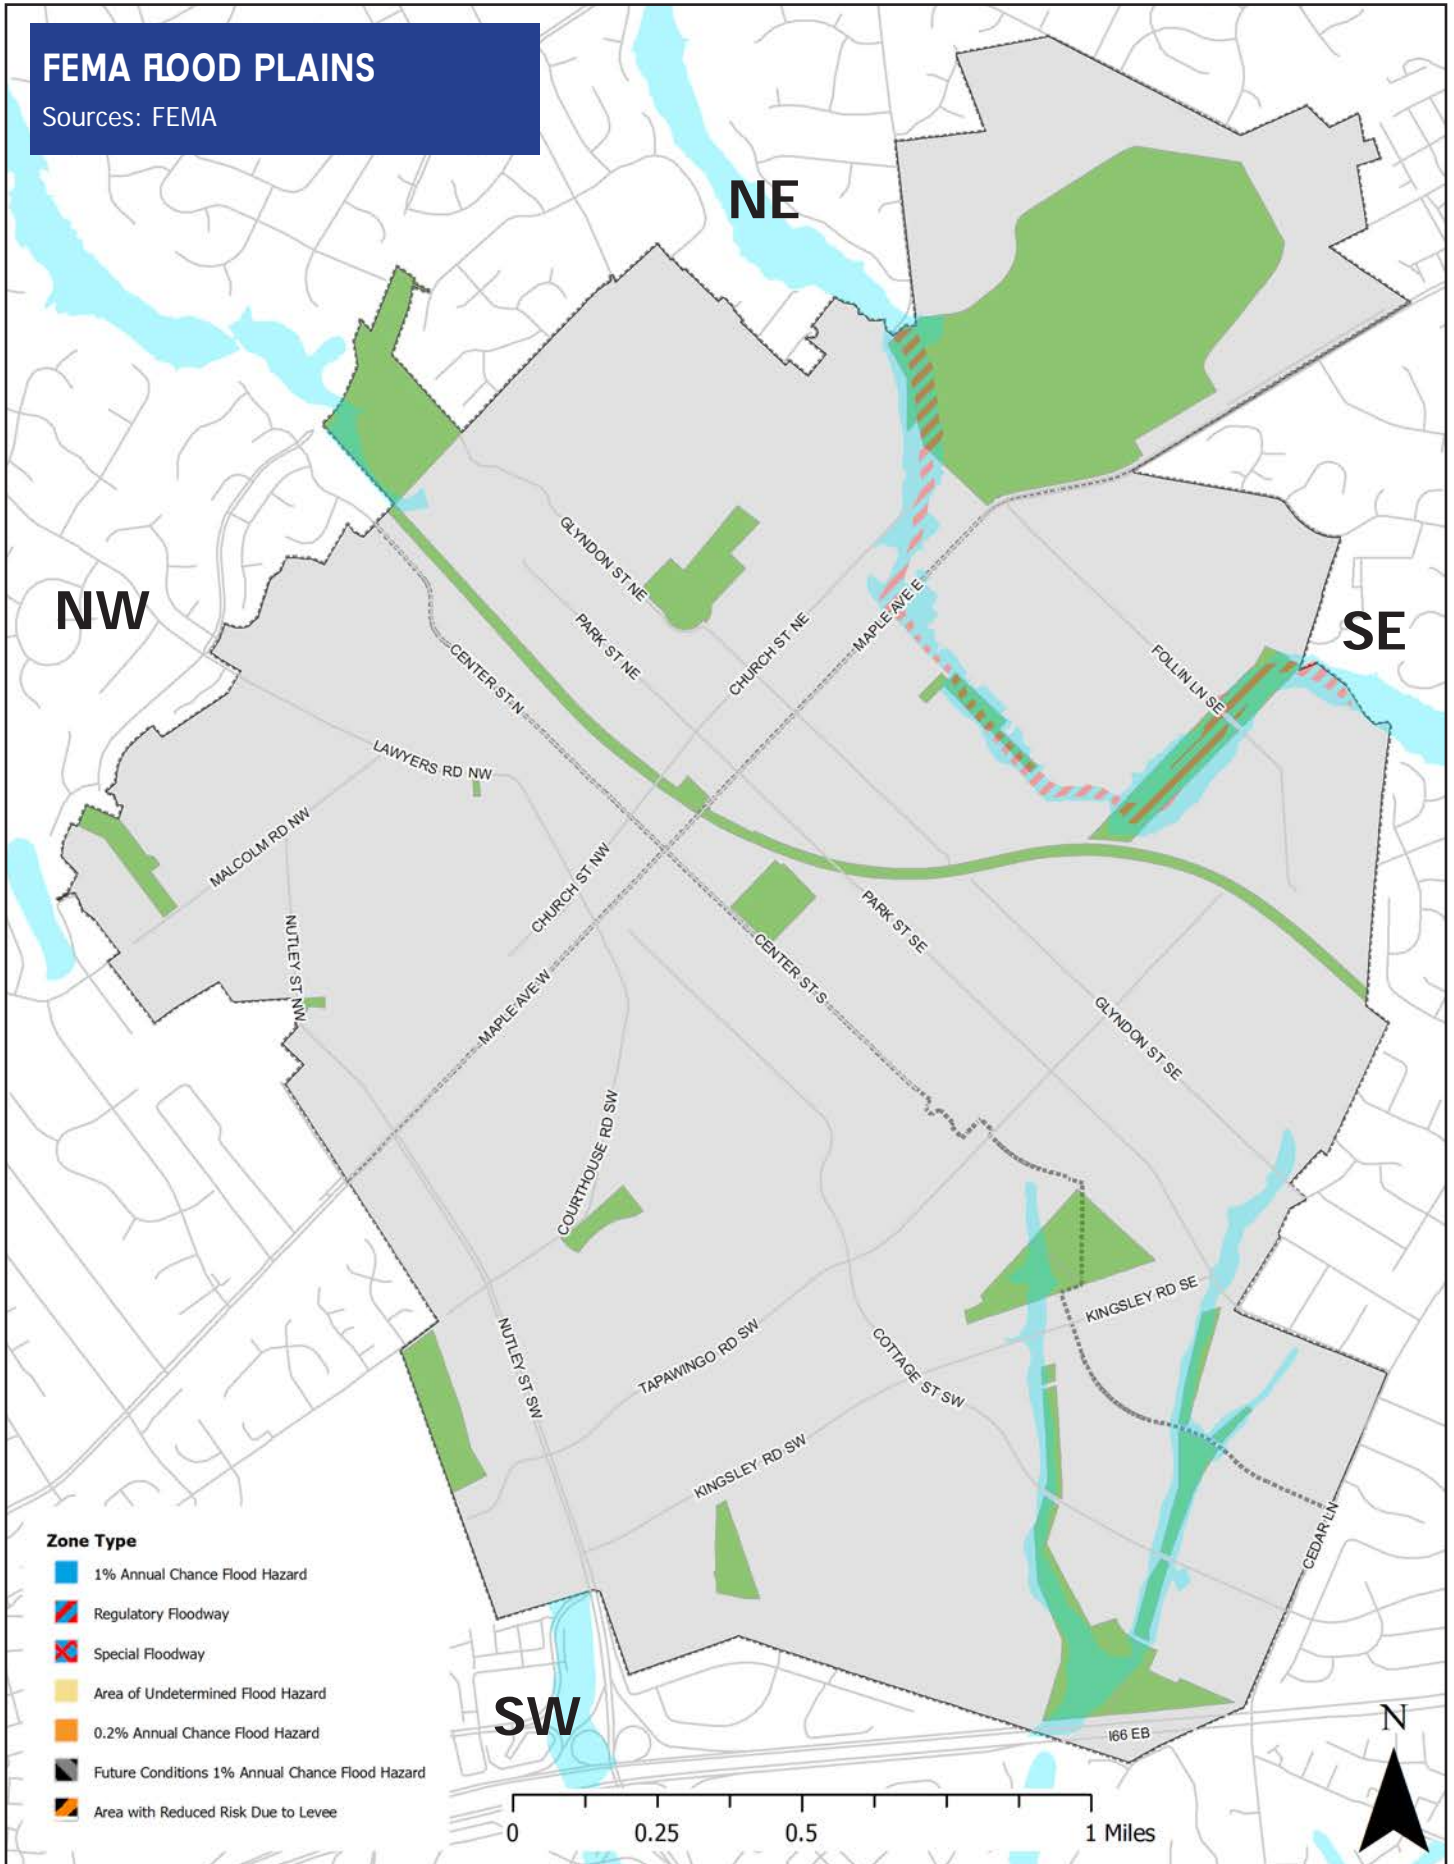 FEMA FLOOD PLAINS
Sources: FEMA
NE
NW
SE
SW
GLYNDON ST NE
PARK ST NE
CHURCH ST NE
MAPLE AVE E
CENTER ST N
FOLLIN LN SE
LAWYERS RD NW
MALCOLM RD NW
CHURCH ST NW
NUTLEY ST NW
MAPLE AVE W
PARK ST SE
CENTER ST S
GLYNDON ST SE
COURTHOUSE RD SW
KINGSLEY RD SE
NUTLEY ST SW
TAPAWINGO RD SW
COTTAGE ST SW
KINGSLEY RD SW
CEDAR LN
I66 EB
Zone Type
1% Annual Chance Flood Hazard
Regulatory Floodway
Special Floodway
Area of Undetermined Flood Hazard
0.2% Annual Chance Flood Hazard
Future Conditions 1% Annual Chance Flood Hazard
Area with Reduced Risk Due to Levee
N
0 0.25 0.5 1 Miles